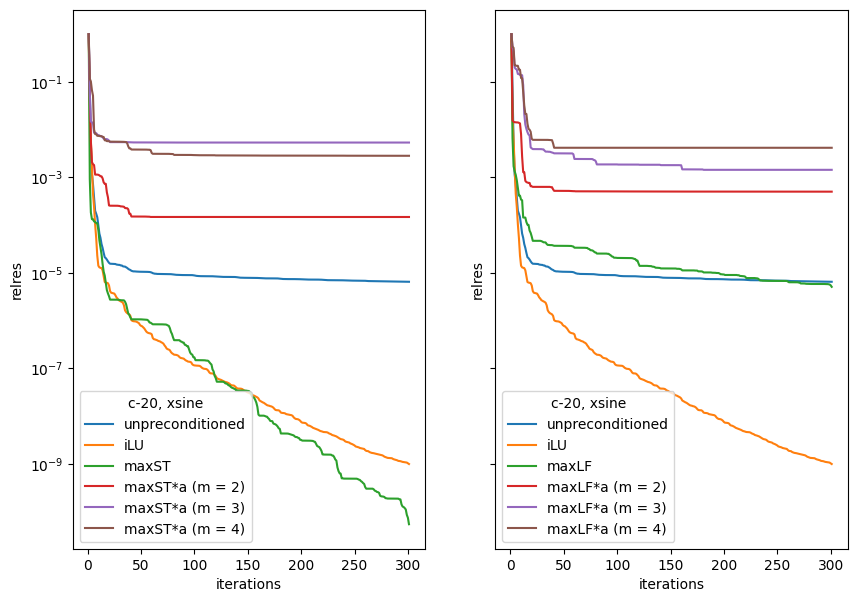 relres
10⁻¹
10⁻³
10⁻⁵
10⁻⁷
10⁻⁹
c-20, xsine
unpreconditioned
iLU
maxST
maxST*a (m = 2)
maxST*a (m = 3)
maxST*a (m = 4)
0 50 100 150 200 250 300
iterations
relres
c-20, xsine
unpreconditioned
iLU
maxLF
maxLF*a (m = 2)
maxLF*a (m = 3)
maxLF*a (m = 4)
0 50 100 150 200 250 300
iterations